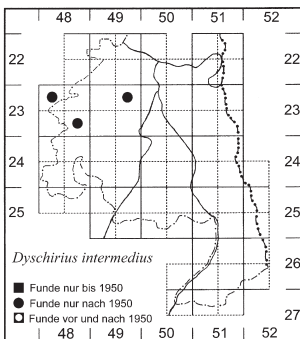 48 49 50 51 52
22 22
23 23
24 24
25 25
26
27
Dyschirius intermedius
Funde nur bis 1950
Funde nur nach 1950
Funde vor und nach 1950
48 49 50 51 52